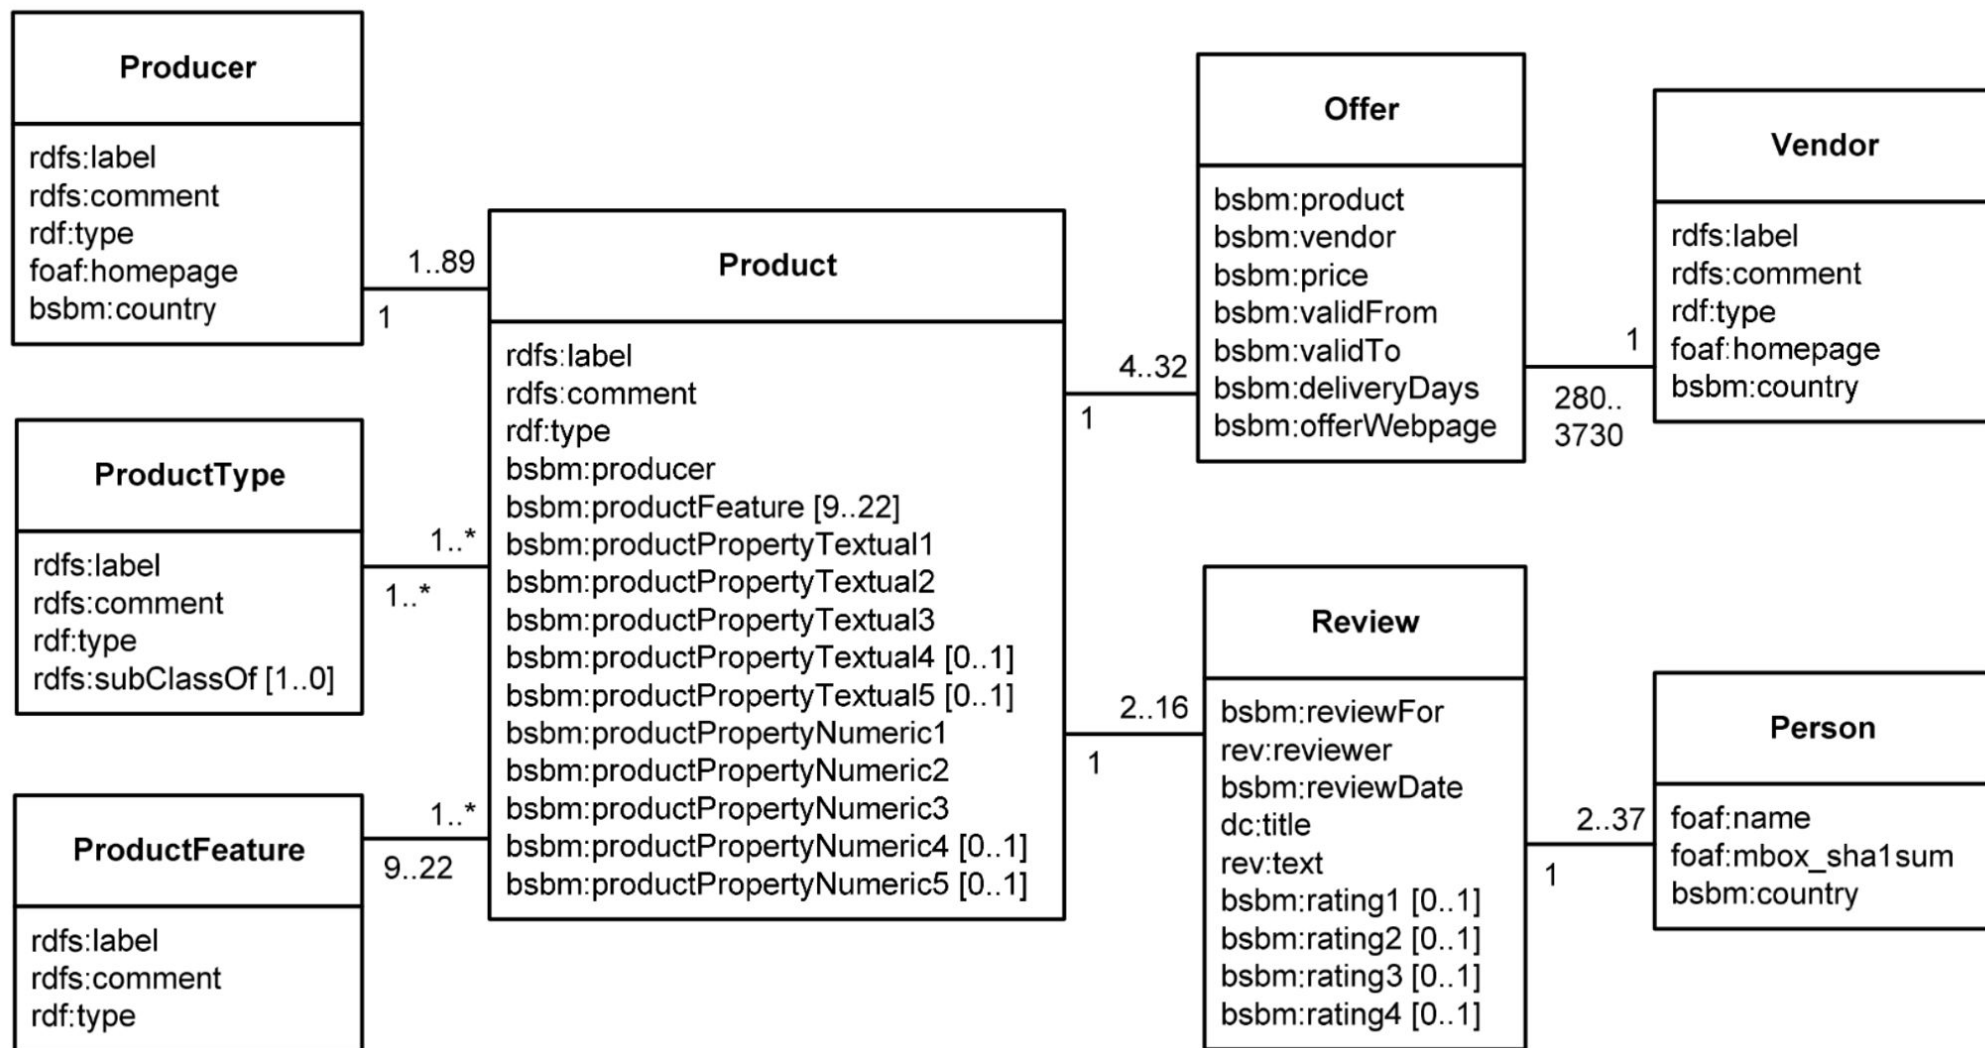 Producer
rdfs:label
rdfs:comment
rdf:type
foaf:homepage
bsbm:country
1..89
1
ProductType
rdfs:label
rdfs:comment
rdf:type
rdfs:subClassOf [1..0]
1..*
1..*
ProductFeature
rdfs:label
rdfs:comment
rdf:type
1..*
9..22
Product
rdfs:label
rdfs:comment
rdf:type
bsbm:producer
bsbm:productFeature [9..22]
bsbm:productPropertyTextual1
bsbm:productPropertyTextual2
bsbm:productPropertyTextual3
bsbm:productPropertyTextual4 [0..1]
bsbm:productPropertyTextual5 [0..1]
bsbm:productPropertyNumeric1
bsbm:productPropertyNumeric2
bsbm:productPropertyNumeric3
bsbm:productPropertyNumeric4 [0..1]
bsbm:productPropertyNumeric5 [0..1]
4..32
1
Offer
bsbm:product
bsbm:vendor
bsbm:price
bsbm:validFrom
bsbm:validTo
bsbm:deliveryDays
bsbm:offerWebpage
1
280..
3730
Vendor
rdfs:label
rdfs:comment
rdf:type
foaf:homepage
bsbm:country
2..16
1
Review
bsbm:reviewFor
rev:reviewer
bsbm:reviewDate
dc:title
rev:text
bsbm:rating1 [0..1]
bsbm:rating2 [0..1]
bsbm:rating3 [0..1]
bsbm:rating4 [0..1]
2..37
1
Person
foaf:name
foaf:mbox_sha1sum
bsbm:country